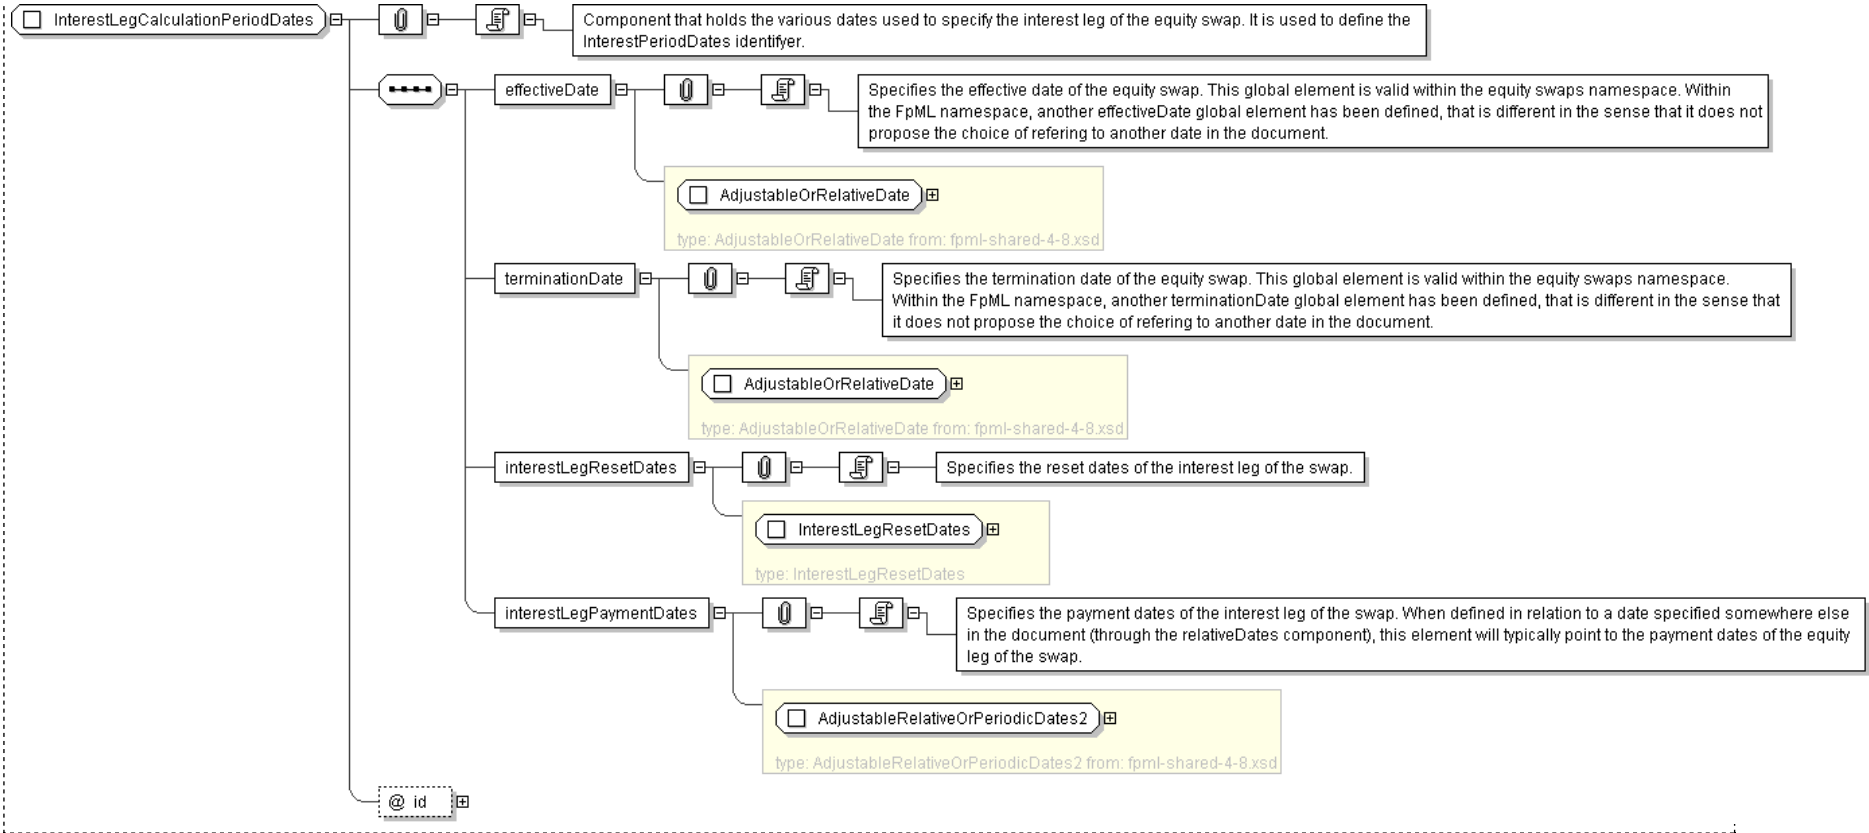 InterestLegCalculationPeriodDates
Component that holds the various dates used to specify the interest leg of the equity swap. It is used to define the
InterestPeriodDates identifyer.
effectiveDate
Specifies the effective date of the equity swap. This global element is valid within the equity swaps namespace. Within
the FpML namespace, another effectiveDate global element has been defined, that is different in the sense that it does not
propose the choice of refering to another date in the document.
AdjustableOrRelativeDate
type: AdjustableOrRelativeDate from: fpml-shared-4-8.xsd
terminationDate
Specifies the termination date of the equity swap. This global element is valid within the equity swaps namespace.
Within the FpML namespace, another terminationDate global element has been defined, that is different in the sense that
it does not propose the choice of refering to another date in the document.
AdjustableOrRelativeDate
type: AdjustableOrRelativeDate from: fpml-shared-4-8.xsd
interestLegResetDates
Specifies the reset dates of the interest leg of the swap.
InterestLegResetDates
type: InterestLegResetDates
interestLegPaymentDates
Specifies the payment dates of the interest leg of the swap. When defined in relation to a date specified somewhere else
in the document (through the relativeDates component), this element will typically point to the payment dates of the equity
leg of the swap.
AdjustableRelativeOrPeriodicDates2
type: AdjustableRelativeOrPeriodicDates2 from: fpml-shared-4-8.xsd
@ id